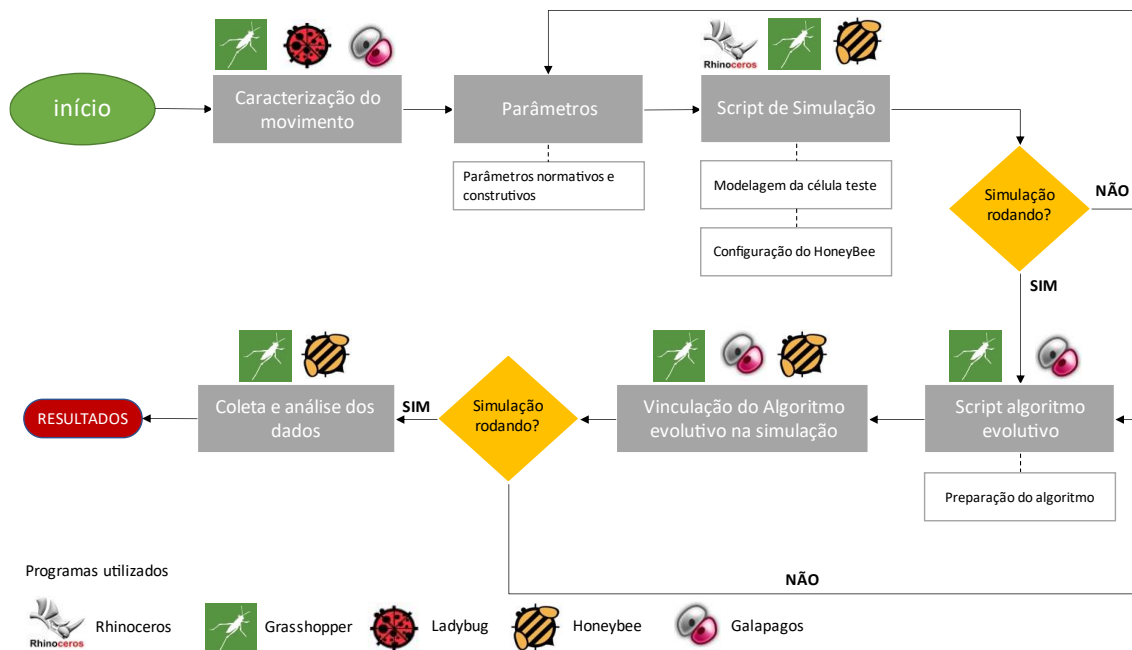 Rhinoceros
início
Caracterização do
movimento
Parâmetros
Script de Simulação
Parâmetros normativos e
construtivos
Modelagem da célula teste
Configuração do HoneyBee
Simulação
rodando?
NÃO
SIM
RESULTADOS
Coleta e análise dos
dados
SIM
Simulação
rodando?
Vinculação do Algoritmo
evolutivo na simulação
Script algoritmo
evolutivo
Preparação do algoritmo
NÃO
Programas utilizados
Rhinoceros
Rhinoceros
Grasshopper
Ladybug
Honeybee
Galapagos